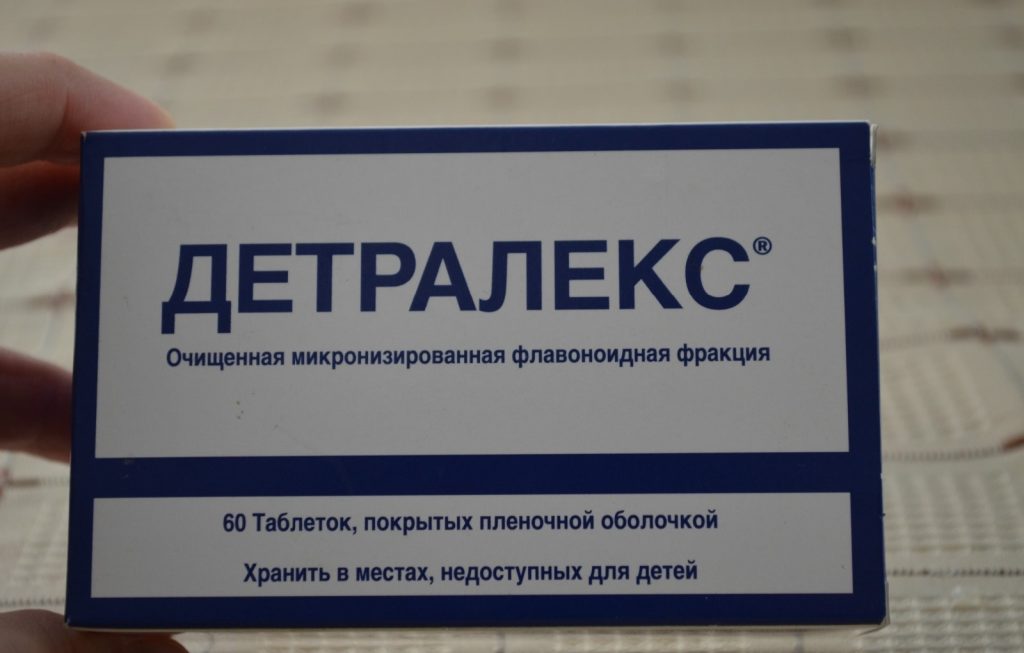 ДЕТРАЛЕКС®
Очищенная микронизированная флавоноидная фракция
60 Таблеток, покрытых пленочной оболочкой
Хранить в местах, недоступных для детей